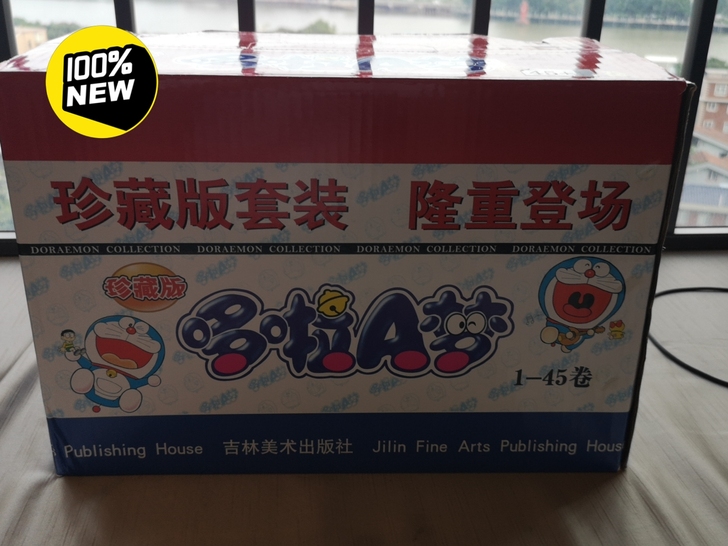 100%
NEW
珍藏版套装 隆重登场
DORAEMON COLLECTION DORAEMON COLLECTION DORAEMON COLLECTION DORAEMON COLLECTION
珍藏版
哆啦A梦
1-45卷
Publishing House 吉林美术出版社 Jilin Fine Arts Publishing Hous